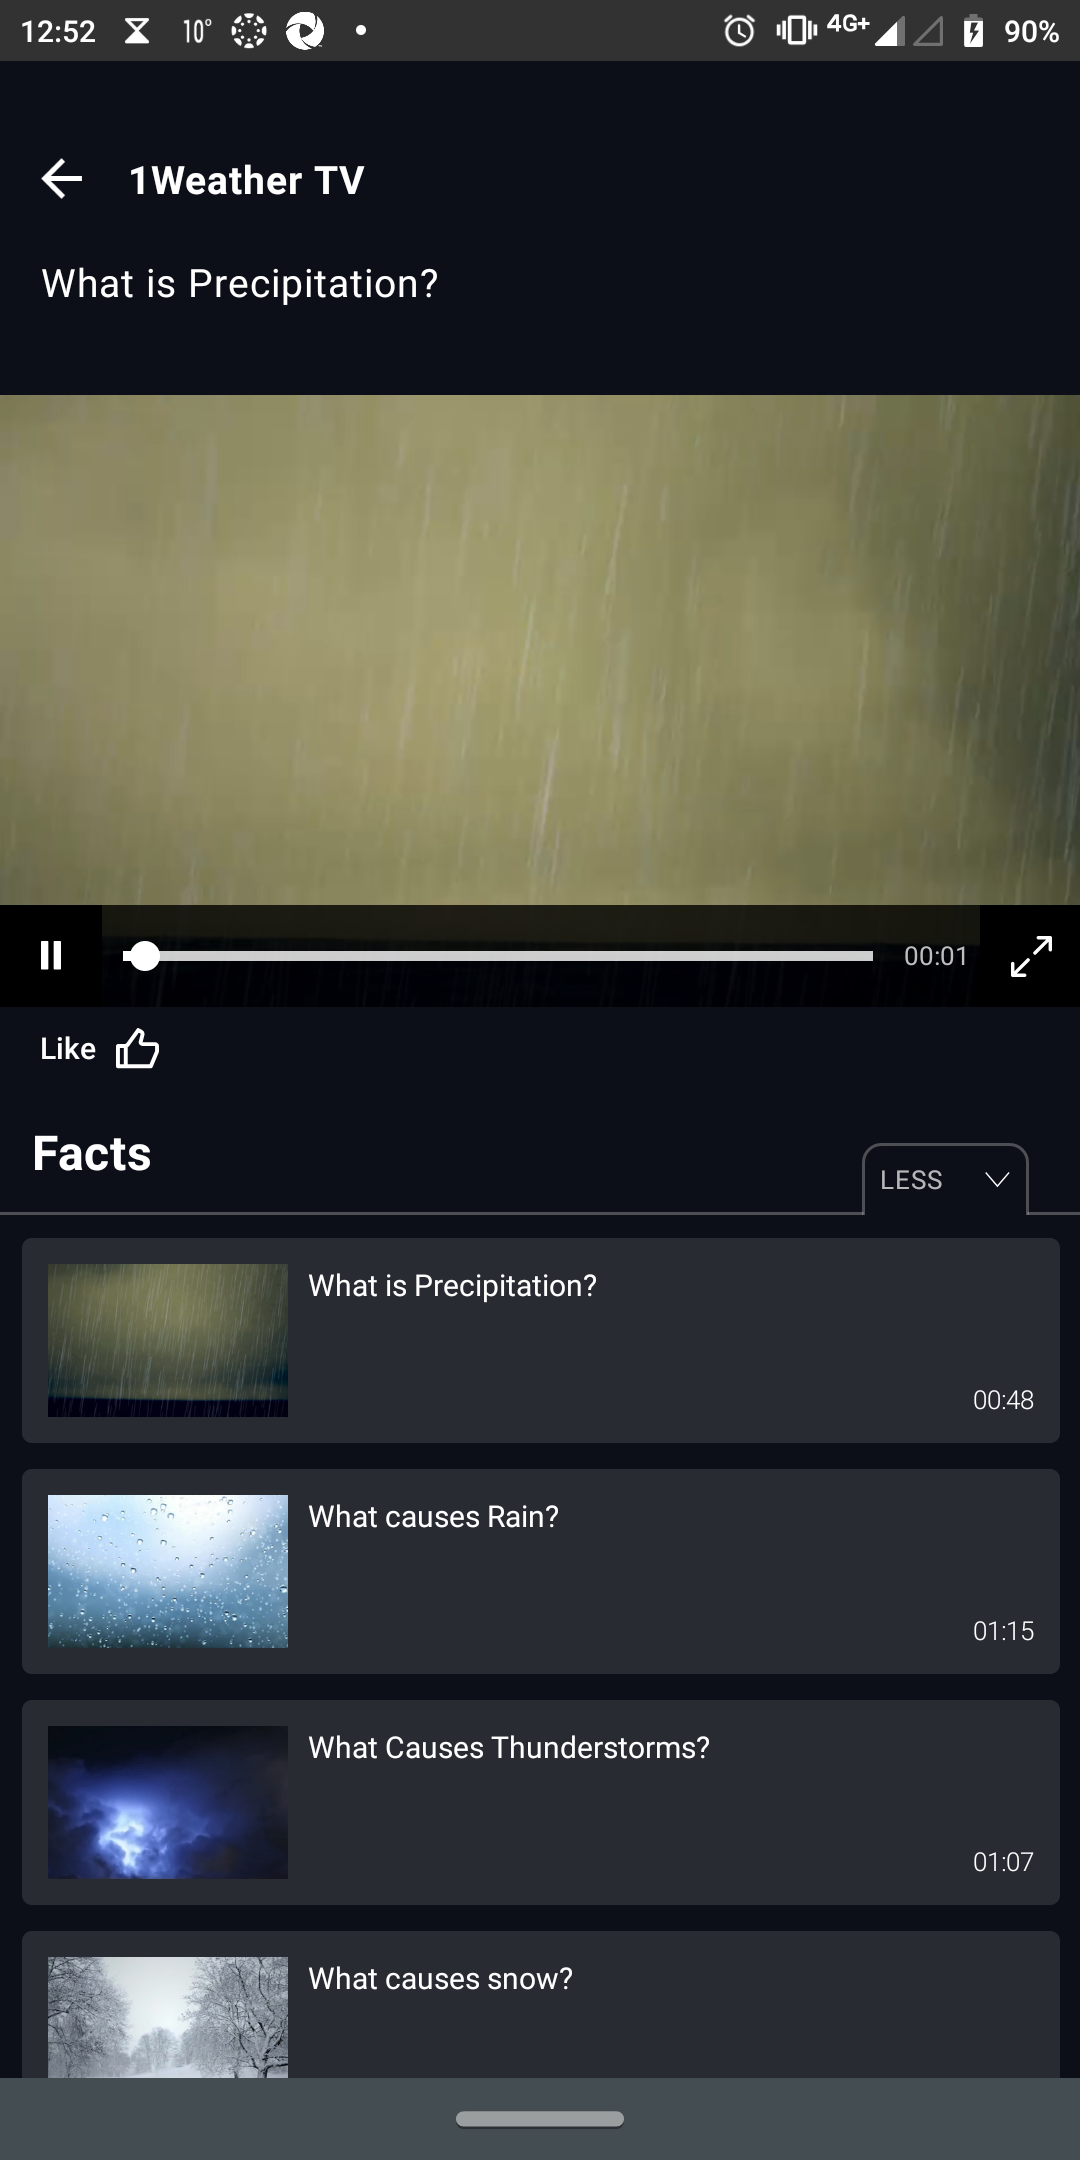 12:52 10° 4G+ 90%
1Weather TV
What is Precipitation?
00:01
Like
Facts
LESS
What is Precipitation?
00:48
What causes Rain?
01:15
What Causes Thunderstorms?
01:07
What causes snow?